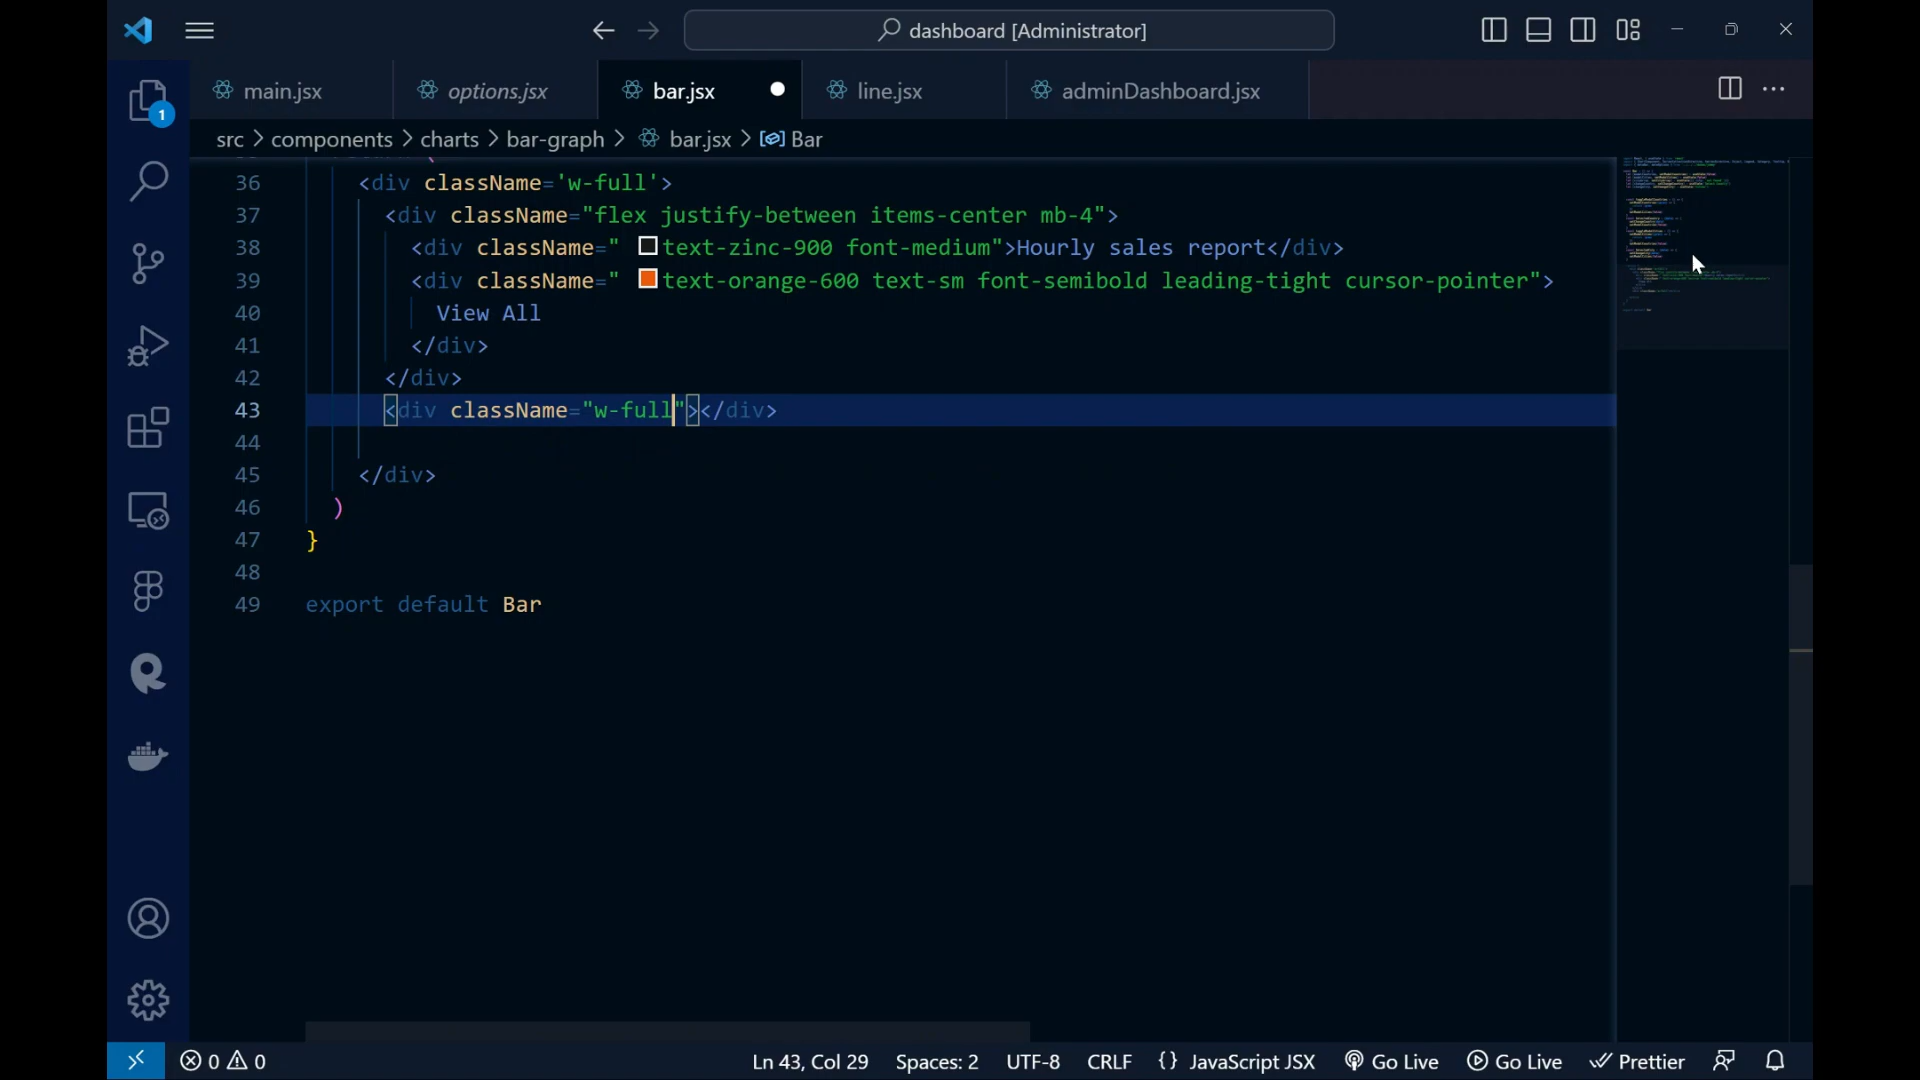 dashboard [Administrator]
main.jsx
options.jsx
bar.jsx
line.jsx
adminDashboard.jsx
1
src > components > charts > bar-graph > bar.jsx > Bar
36 <div className='w-full'>
37 <div className="flex justify-between items-center mb-4">
38 <div className=" text-zinc-900 font-medium">Hourly sales report</div>
39 <div className=" text-orange-600 text-sm font-semibold leading-tight cursor-pointer">
40 View All
41 </div>
42 </div>
43 <div className="w-full"></div>
44
45 </div>
46 )
47 }
48
49 export default Bar
0 0 Ln 43, Col 29 Spaces: 2 UTF-8 CRLF {} JavaScript JSX Go Live Go Live Prettier